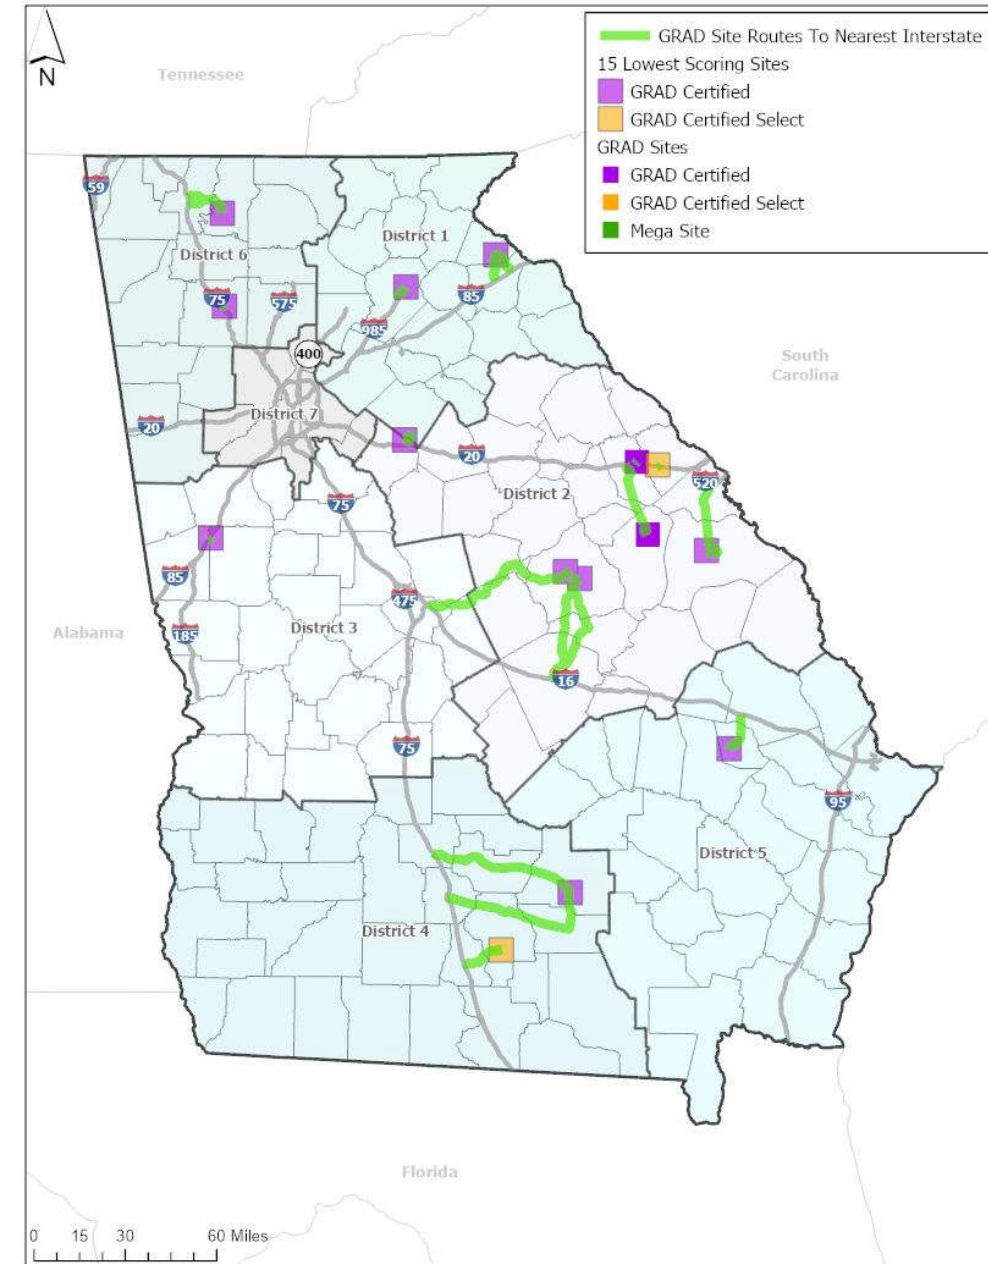 GRAD Site Routes To Nearest Interstate
15 Lowest Scoring Sites
GRAD Certified
GRAD Certified Select
GRAD Sites
GRAD Certified
GRAD Certified Select
Mega Site
N
Tennessee
59
District 1
District 6
75
575
85
985
400
South
Carolina
District 7
20
20
520
District 2
75
85
475
Alabama
District 3
185
16
75
95
District 5
District 4
Florida
0 15 30 60 Miles